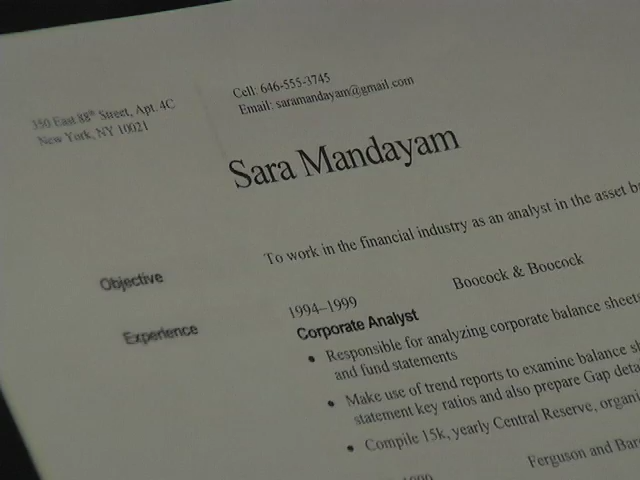 350 East 88th Street, Apt. 4C
New York, NY 10021
Cell: 646-555-3745
Email: saramandayam@gmail.com
Sara Mandayam
Objective
To work in the financial industry as an analyst in the asset
Experience
1994–1999
Boocock & Boocock
Corporate Analyst
• Responsible for analyzing corporate balance sheets
and fund statements
• Make use of trend reports to examine balance
statement key ratios and also prepare Gap
• Compile 15k, yearly Central Reserve,
Ferguson and